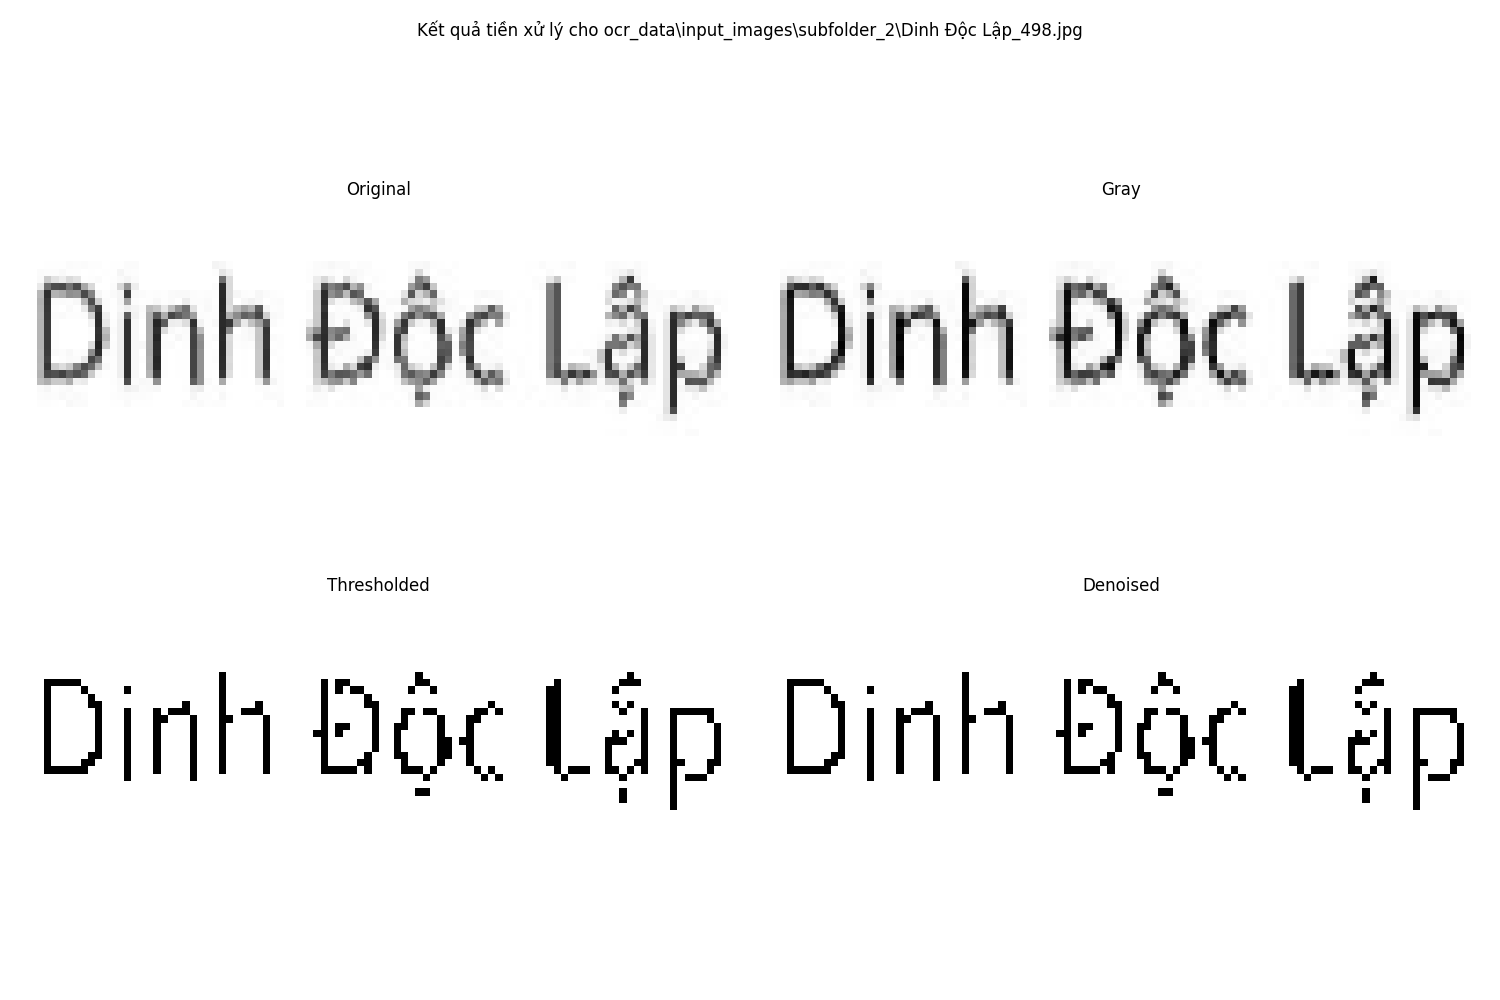 Kết quả tiền xử lý cho ocr_data\input_images\subfolder_2\Dinh Độc Lập_498.jpg
Original
Gray
Dinh Độc Lập
Dinh Độc Lập
Thresholded
Denoised
Dinh Độc Lập
Dinh Độc Lập